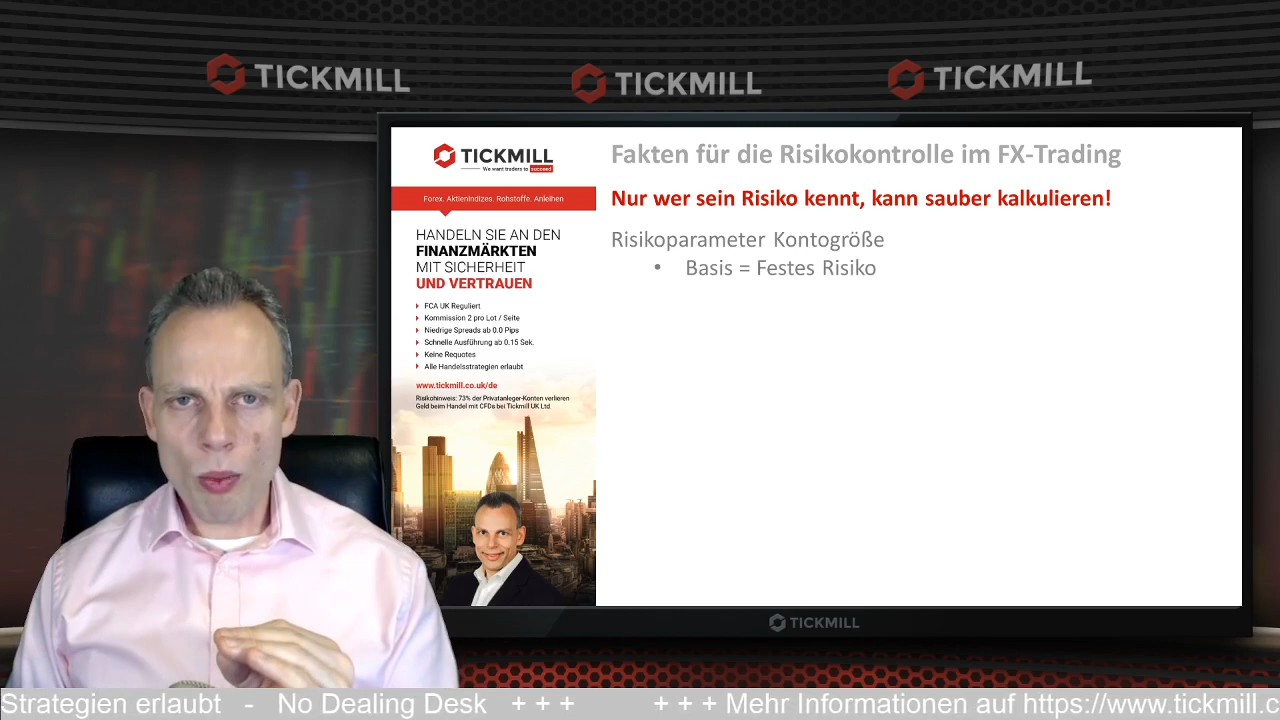 TICKMILL
TICKMILL
TICKMILL
TICKMILL
We want traders to succeed
Forex. Aktienindizes. Rohstoffe. Anleihen
HANDELN SIE AN DEN
FINANZMÄRKTEN
MIT SICHERHEIT
UND VERTRAUEN
FCA UK Reguliert
Kommission 2 pro Lot / Seite
Niedrige Spreads ab 0.0 Pips
Schnelle Ausführung ab 0.15 Sek.
Keine Requotes
Alle Handelsstrategien erlaubt
www.tickmill.co.uk/de
Risikohinweis: 73% der Privatanleger-Konten verlieren
Geld beim Handel mit CFDs bei Tickmill UK Ltd.
Fakten für die Risikokontrolle im FX-Trading
Nur wer sein Risiko kennt, kann sauber kalkulieren!
Risikoparameter Kontogröße
• Basis = Festes Risiko
TICKMILL
Strategien erlaubt - No Dealing Desk + + + + + + Mehr Informationen auf https://www.tickmill.c